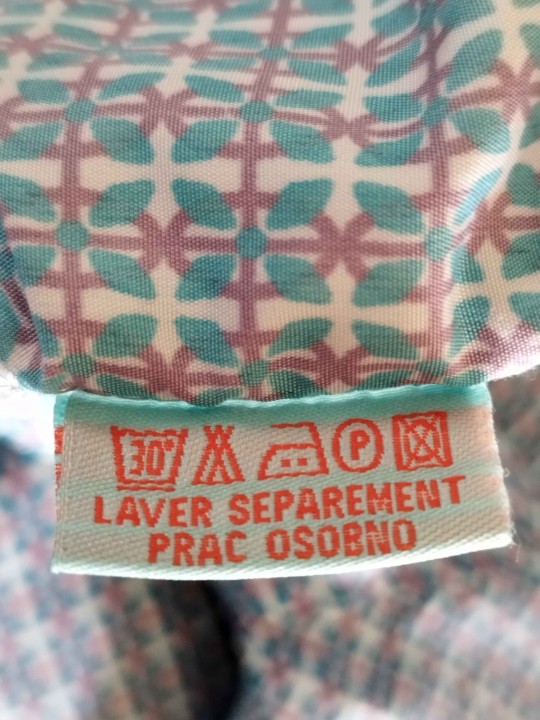 30°
P
LAVER SEPAREMENT
PRAC OSOBNO